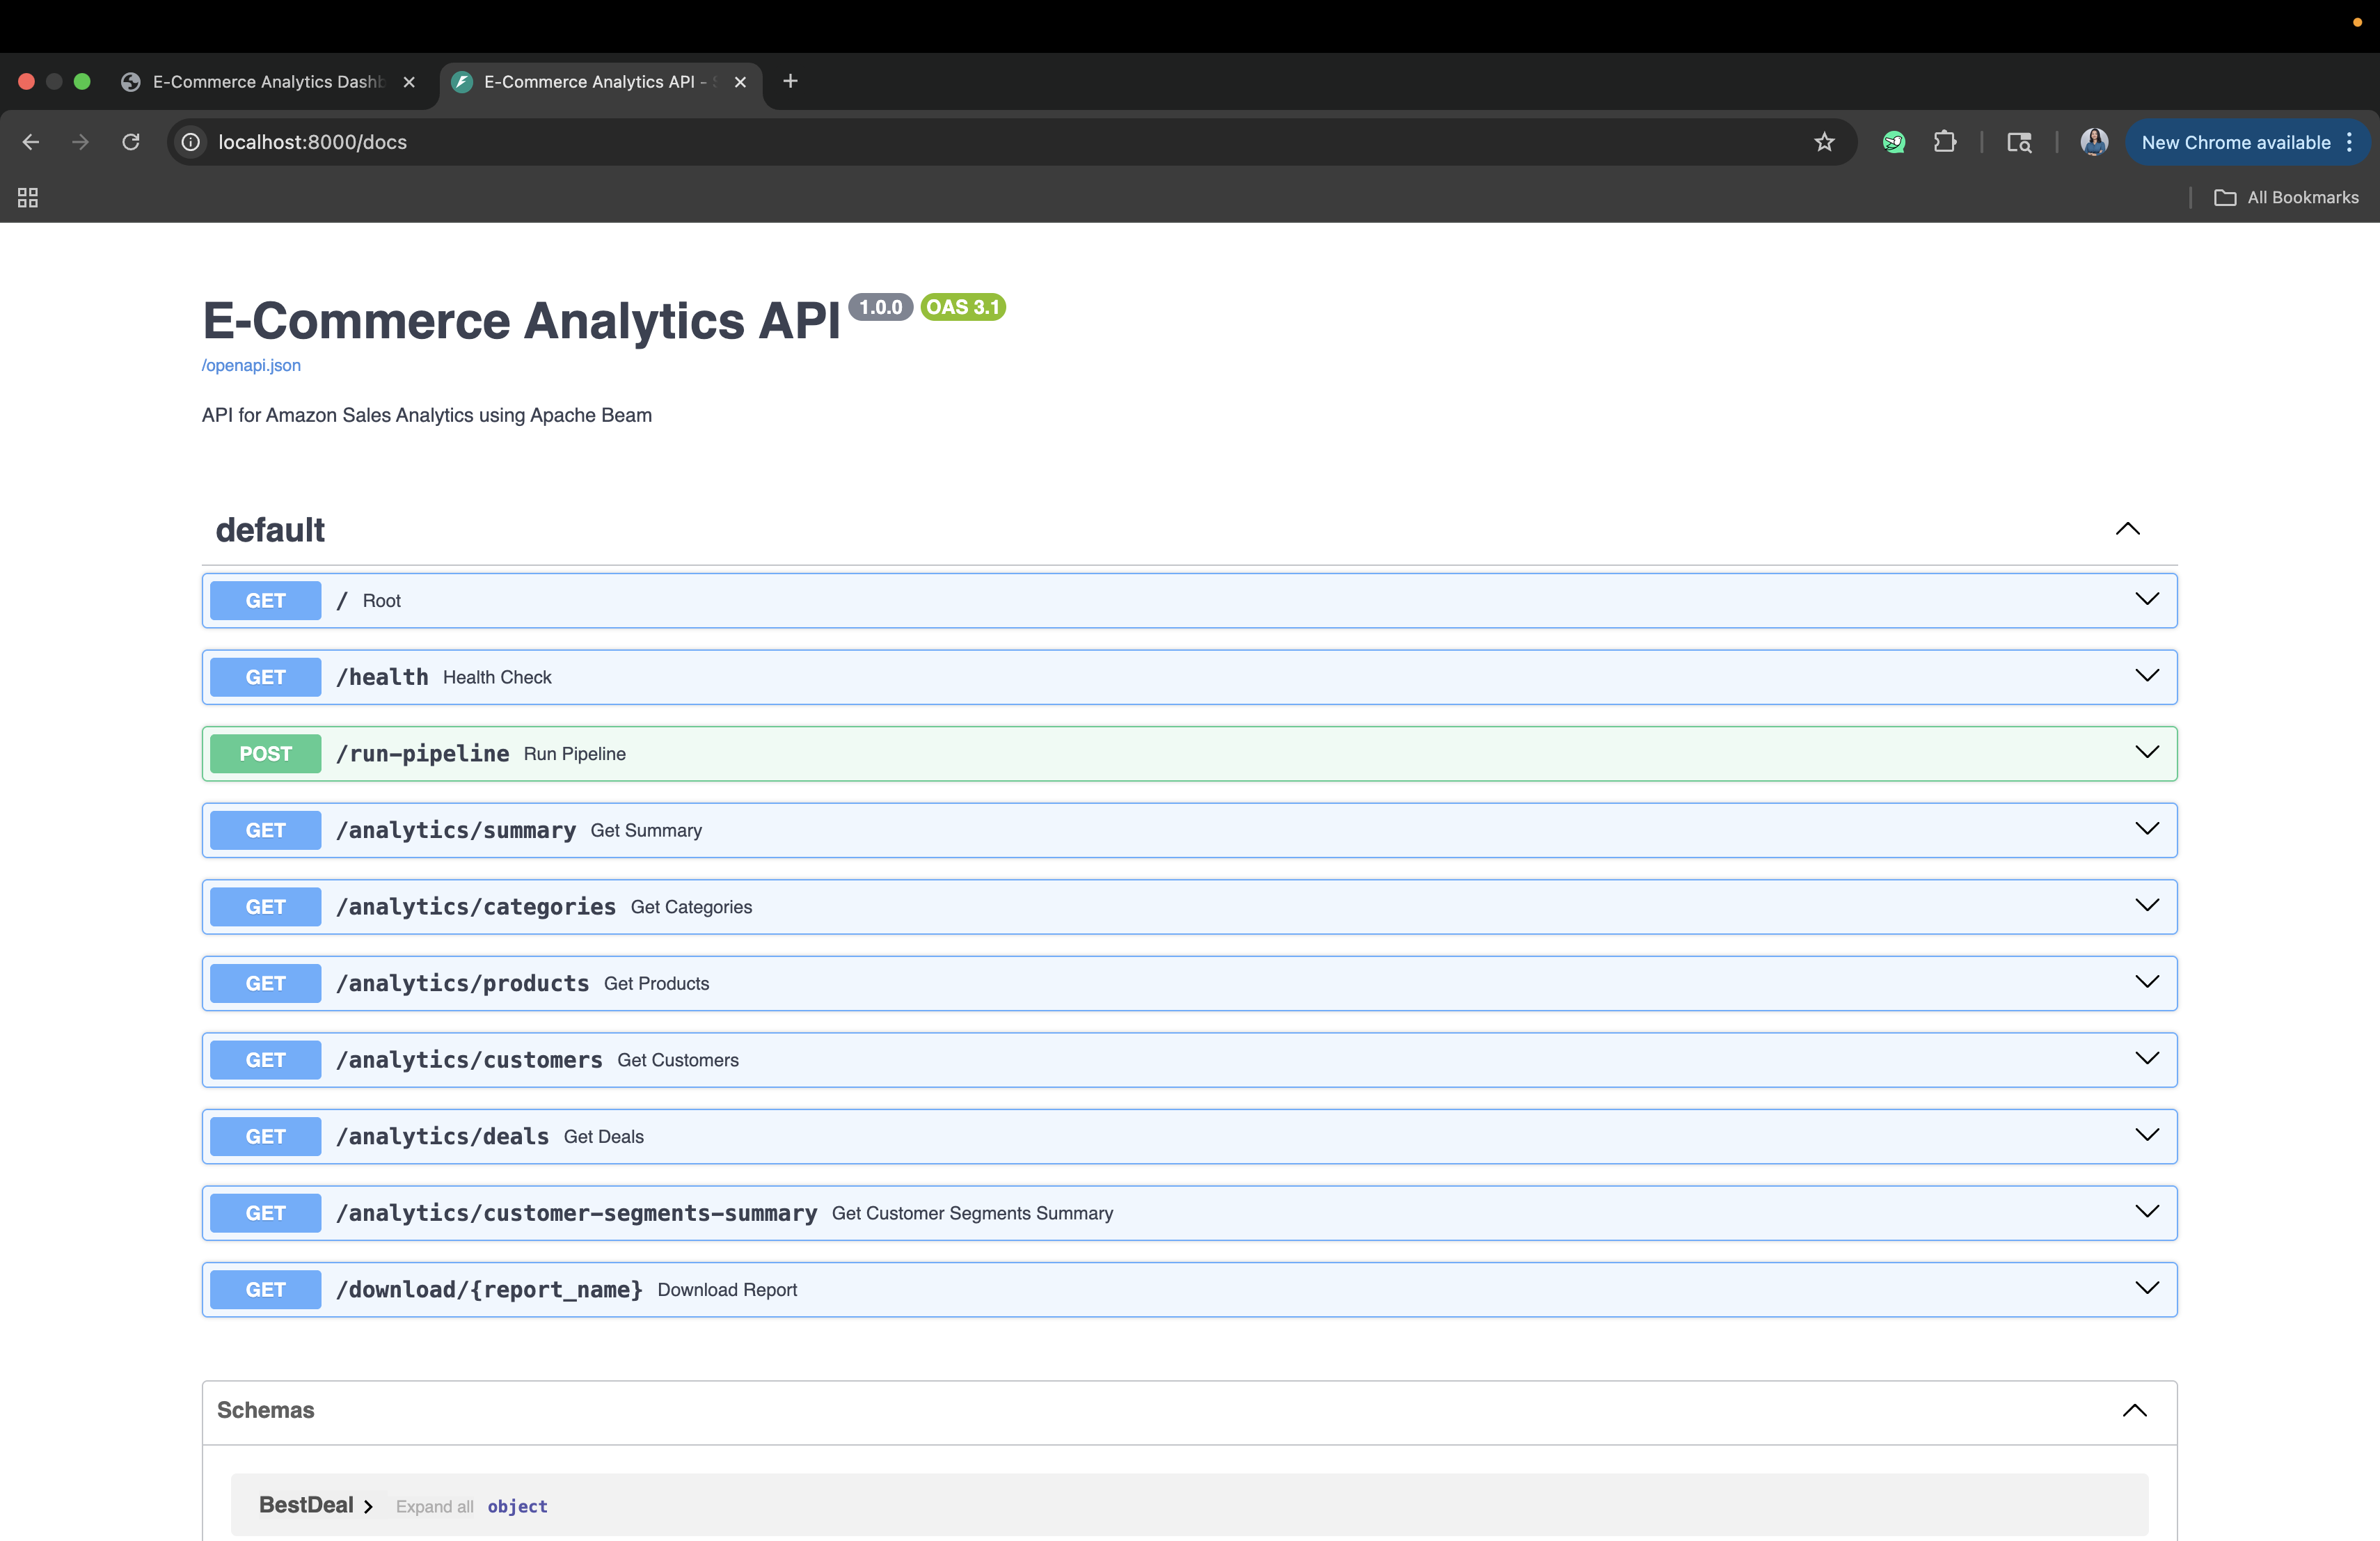 E-Commerce Analytics Dashb
E-Commerce Analytics API -
localhost:8000/docs
New Chrome available
All Bookmarks
E-Commerce Analytics API 1.0.0 OAS 3.1
/openapi.json
API for Amazon Sales Analytics using Apache Beam
default
GET / Root
GET /health Health Check
POST /run-pipeline Run Pipeline
GET /analytics/summary Get Summary
GET /analytics/categories Get Categories
GET /analytics/products Get Products
GET /analytics/customers Get Customers
GET /analytics/deals Get Deals
GET /analytics/customer-segments-summary Get Customer Segments Summary
GET /download/{report_name} Download Report
Schemas
BestDeal Expand all object